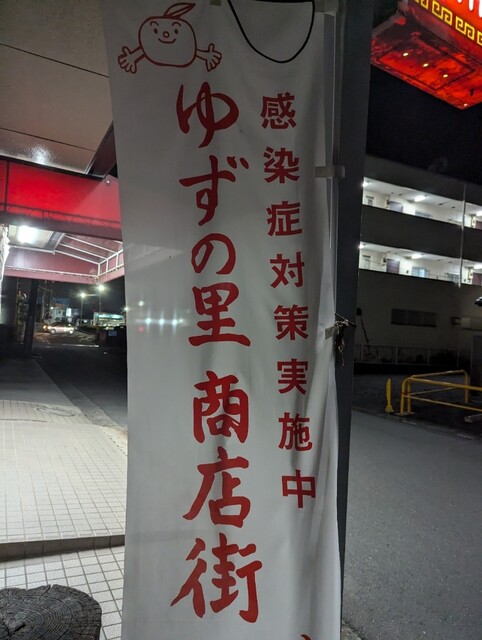 感染症対策実施中
ゆずの里 商店街